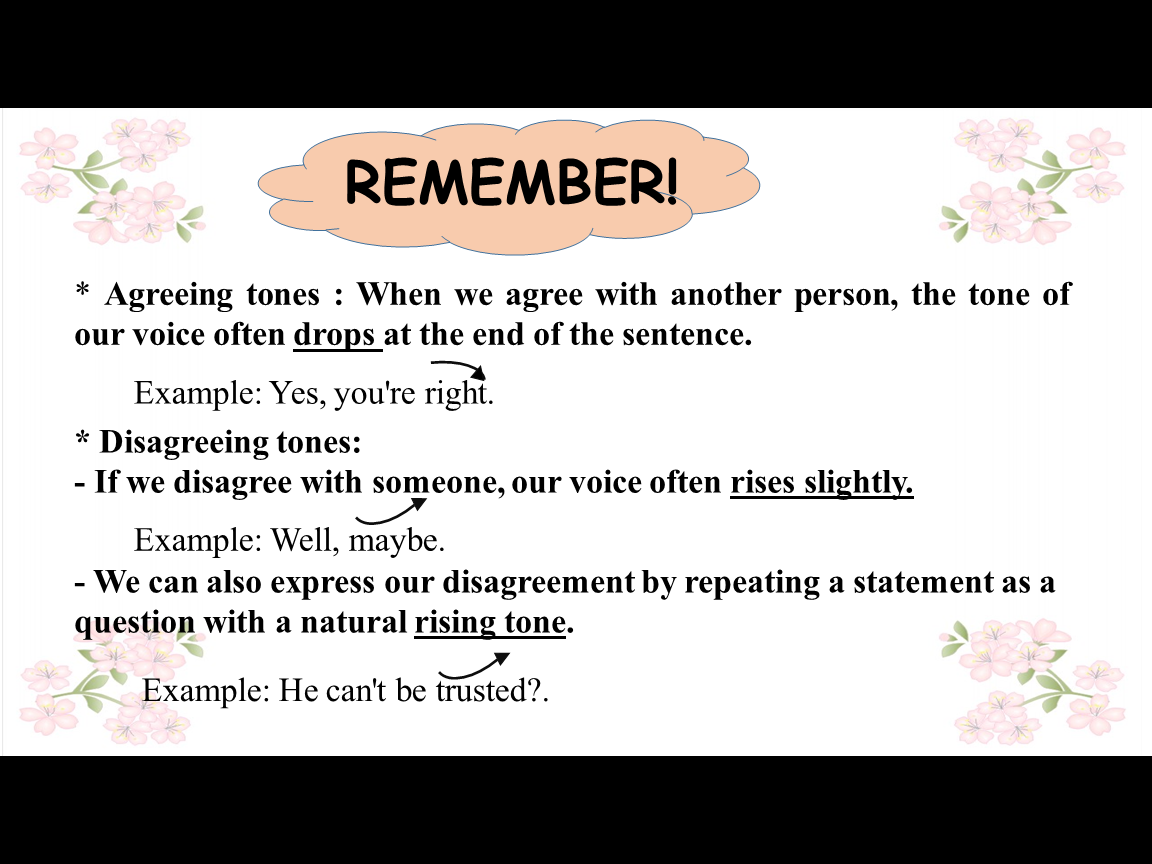 REMEMBER!
* Agreeing tones : When we agree with another person, the tone of
our voice often drops at the end of the sentence.
Example: Yes, you're right.
* Disagreeing tones:
- If we disagree with someone, our voice often rises slightly.
Example: Well, maybe.
- We can also express our disagreement by repeating a statement as a
question with a natural rising tone.
Example: He can't be trusted?.